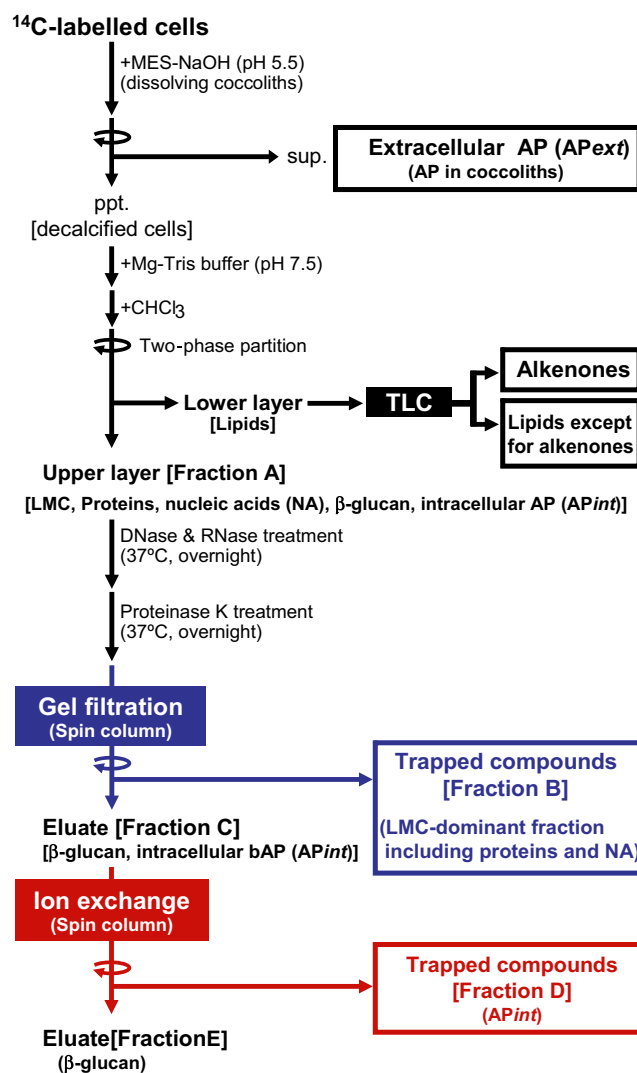 ¹⁴C-labelled cells
+MES-NaOH (pH 5.5)
(dissolving coccoliths)
sup.
Extracellular AP (APext)
(AP in coccoliths)
ppt.
[decalcified cells]
+Mg-Tris buffer (pH 7.5)
+CHCl₃
Two-phase partition
Lower layer
[Lipids]
TLC
Alkenones
Lipids except
for alkenones
Upper layer [Fraction A]
[LMC, Proteins, nucleic acids (NA), β-glucan, intracellular AP (APint)]
DNase & RNase treatment
(37ºC, overnight)
Proteinase K treatment
(37ºC, overnight)
Gel filtration
(Spin column)
Trapped compounds
[Fraction B]
(LMC-dominant fraction
including proteins and NA)
Eluate [Fraction C]
[β-glucan, intracellular bAP (APint)]
Ion exchange
(Spin column)
Trapped compounds
[Fraction D]
(APint)
Eluate[FractionE]
(β-glucan)